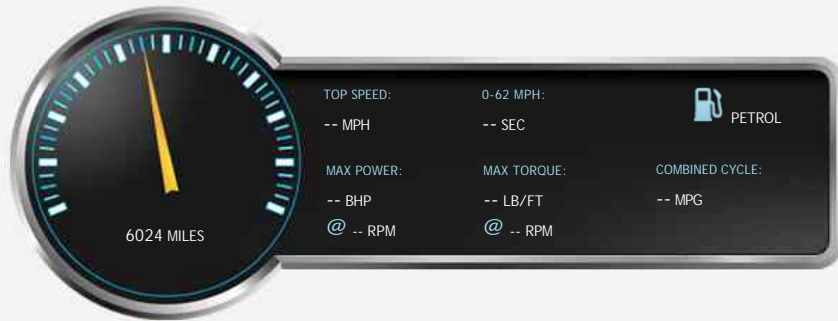 TOP SPEED:
-- MPH
0-62 MPH:
-- SEC
PETROL
MAX POWER:
-- BHP
@ -- RPM
MAX TORQUE:
-- LB/FT
@ -- RPM
COMBINED CYCLE:
-- MPG
6024 MILES